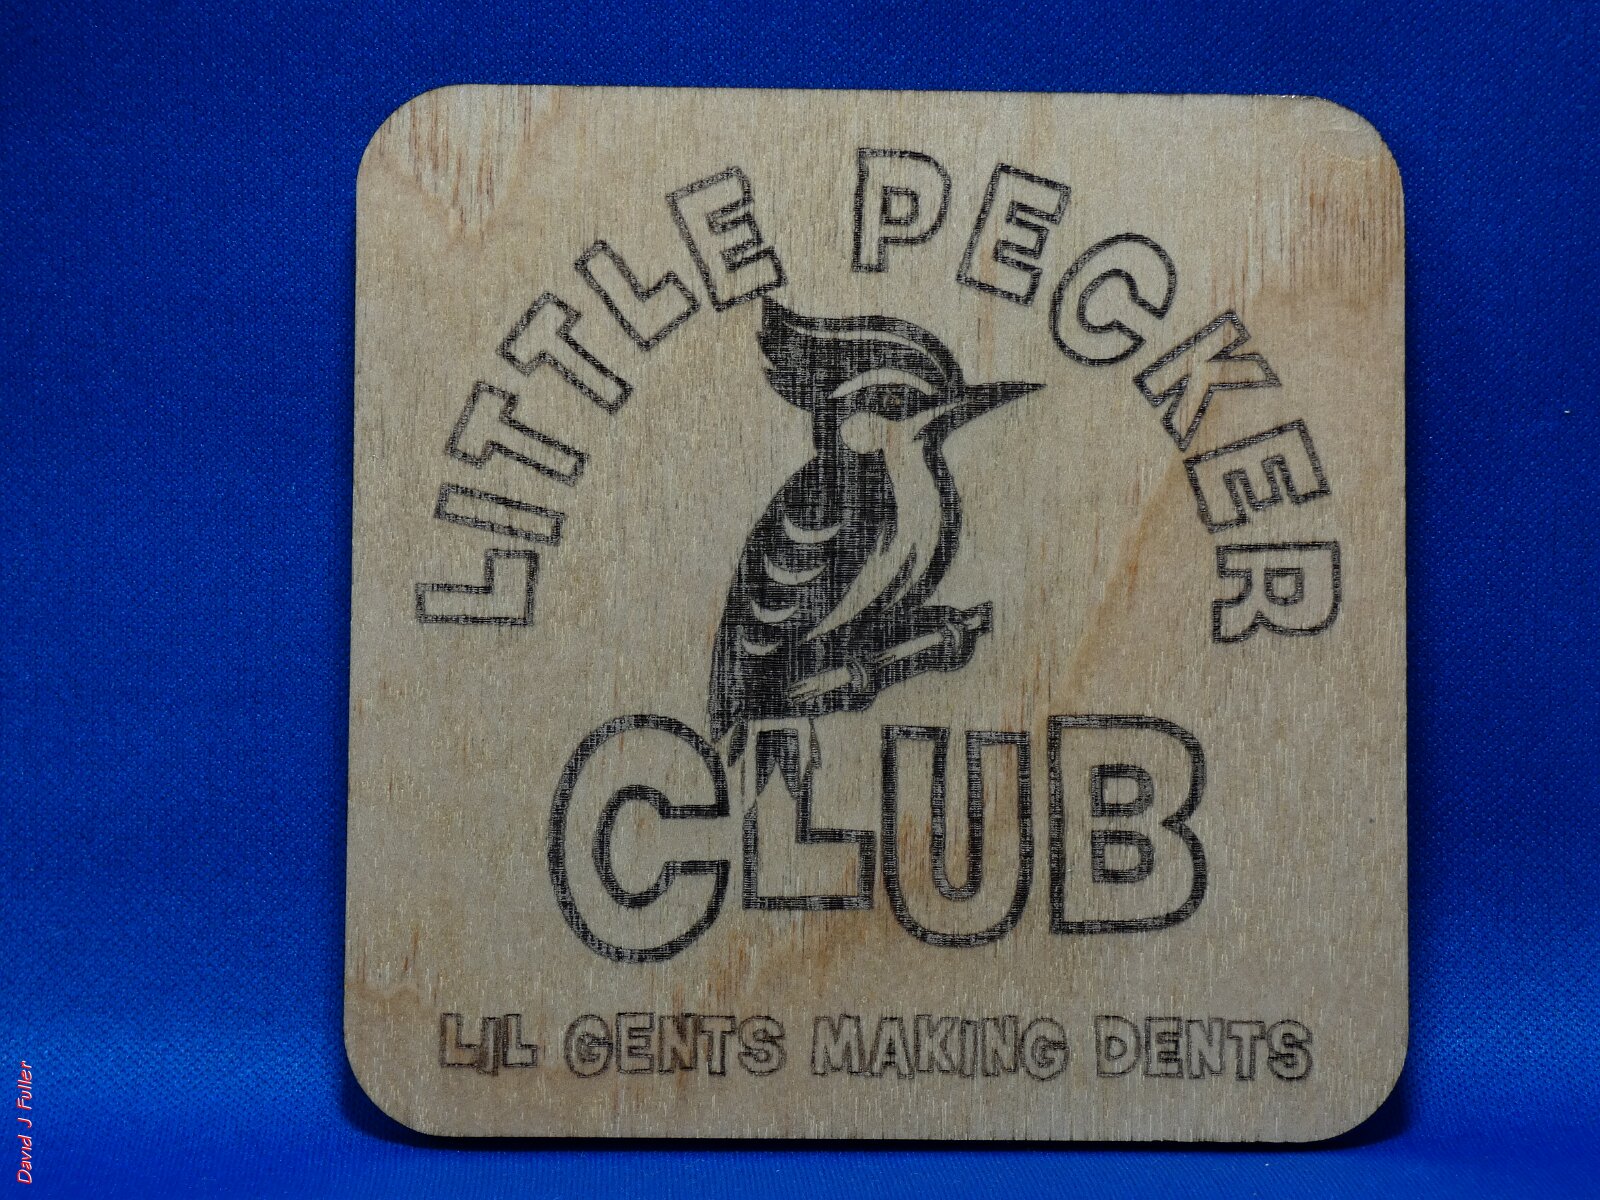 LITTLE PECKER
CLUB
LIL GENTS MAKING DENTS
David J Fuller